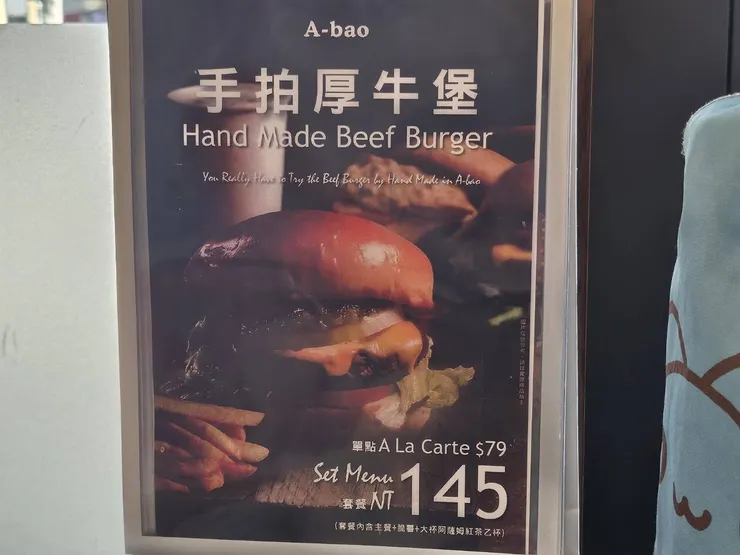 A-bao
手拍厚牛堡
Hand Made Beef Burger
You Really Have to Try the Beef Burger by Hand Made in A-bao
單點 A La Carte $79
Set Menu
套餐 NT 145
(套餐內含主餐+脆薯+大杯阿薩姆紅茶乙杯)